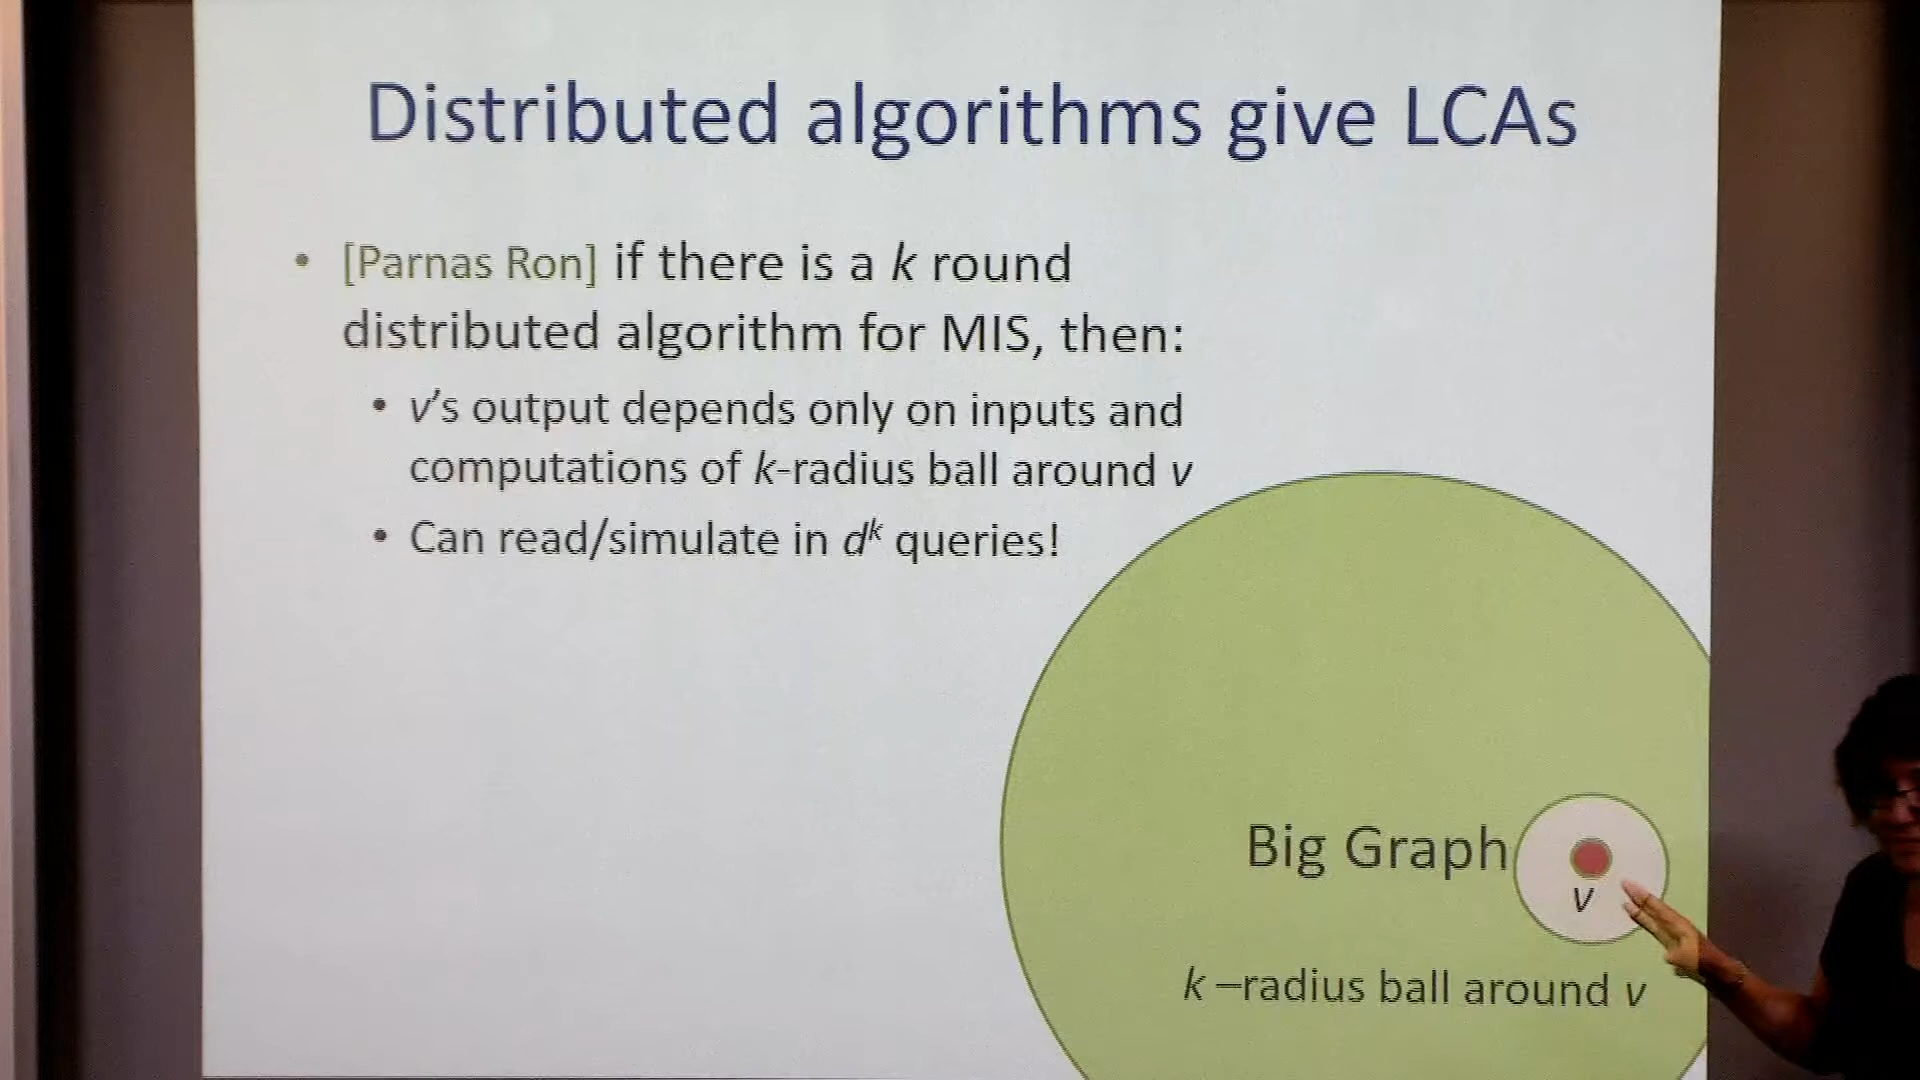 Distributed algorithms give LCAs
• [Parnas Ron] if there is a k round
distributed algorithm for MIS, then:
• v's output depends only on inputs and
computations of k-radius ball around v
• Can read/simulate in dᵏ queries!
Big Graph
v
k –radius ball around v